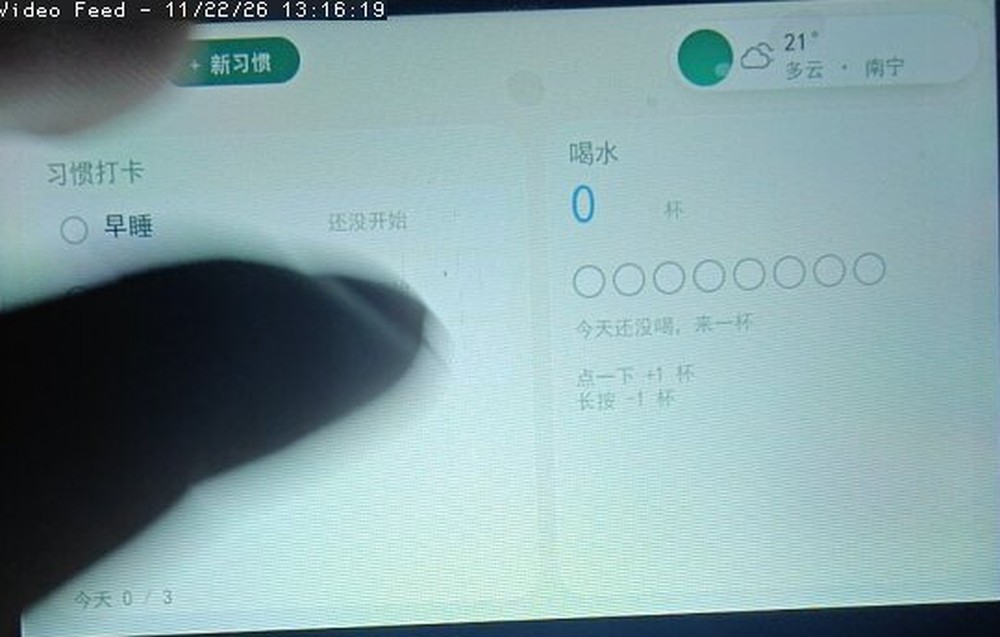 Video Feed - 11/22/26 13:16:19
+ 新习惯
21°
多云 · 南宁
习惯打卡
早睡 还没开始
喝水
0 杯
今天还没喝，来一杯
点一下 +1 杯
长按 -1 杯
今天 0 / 3